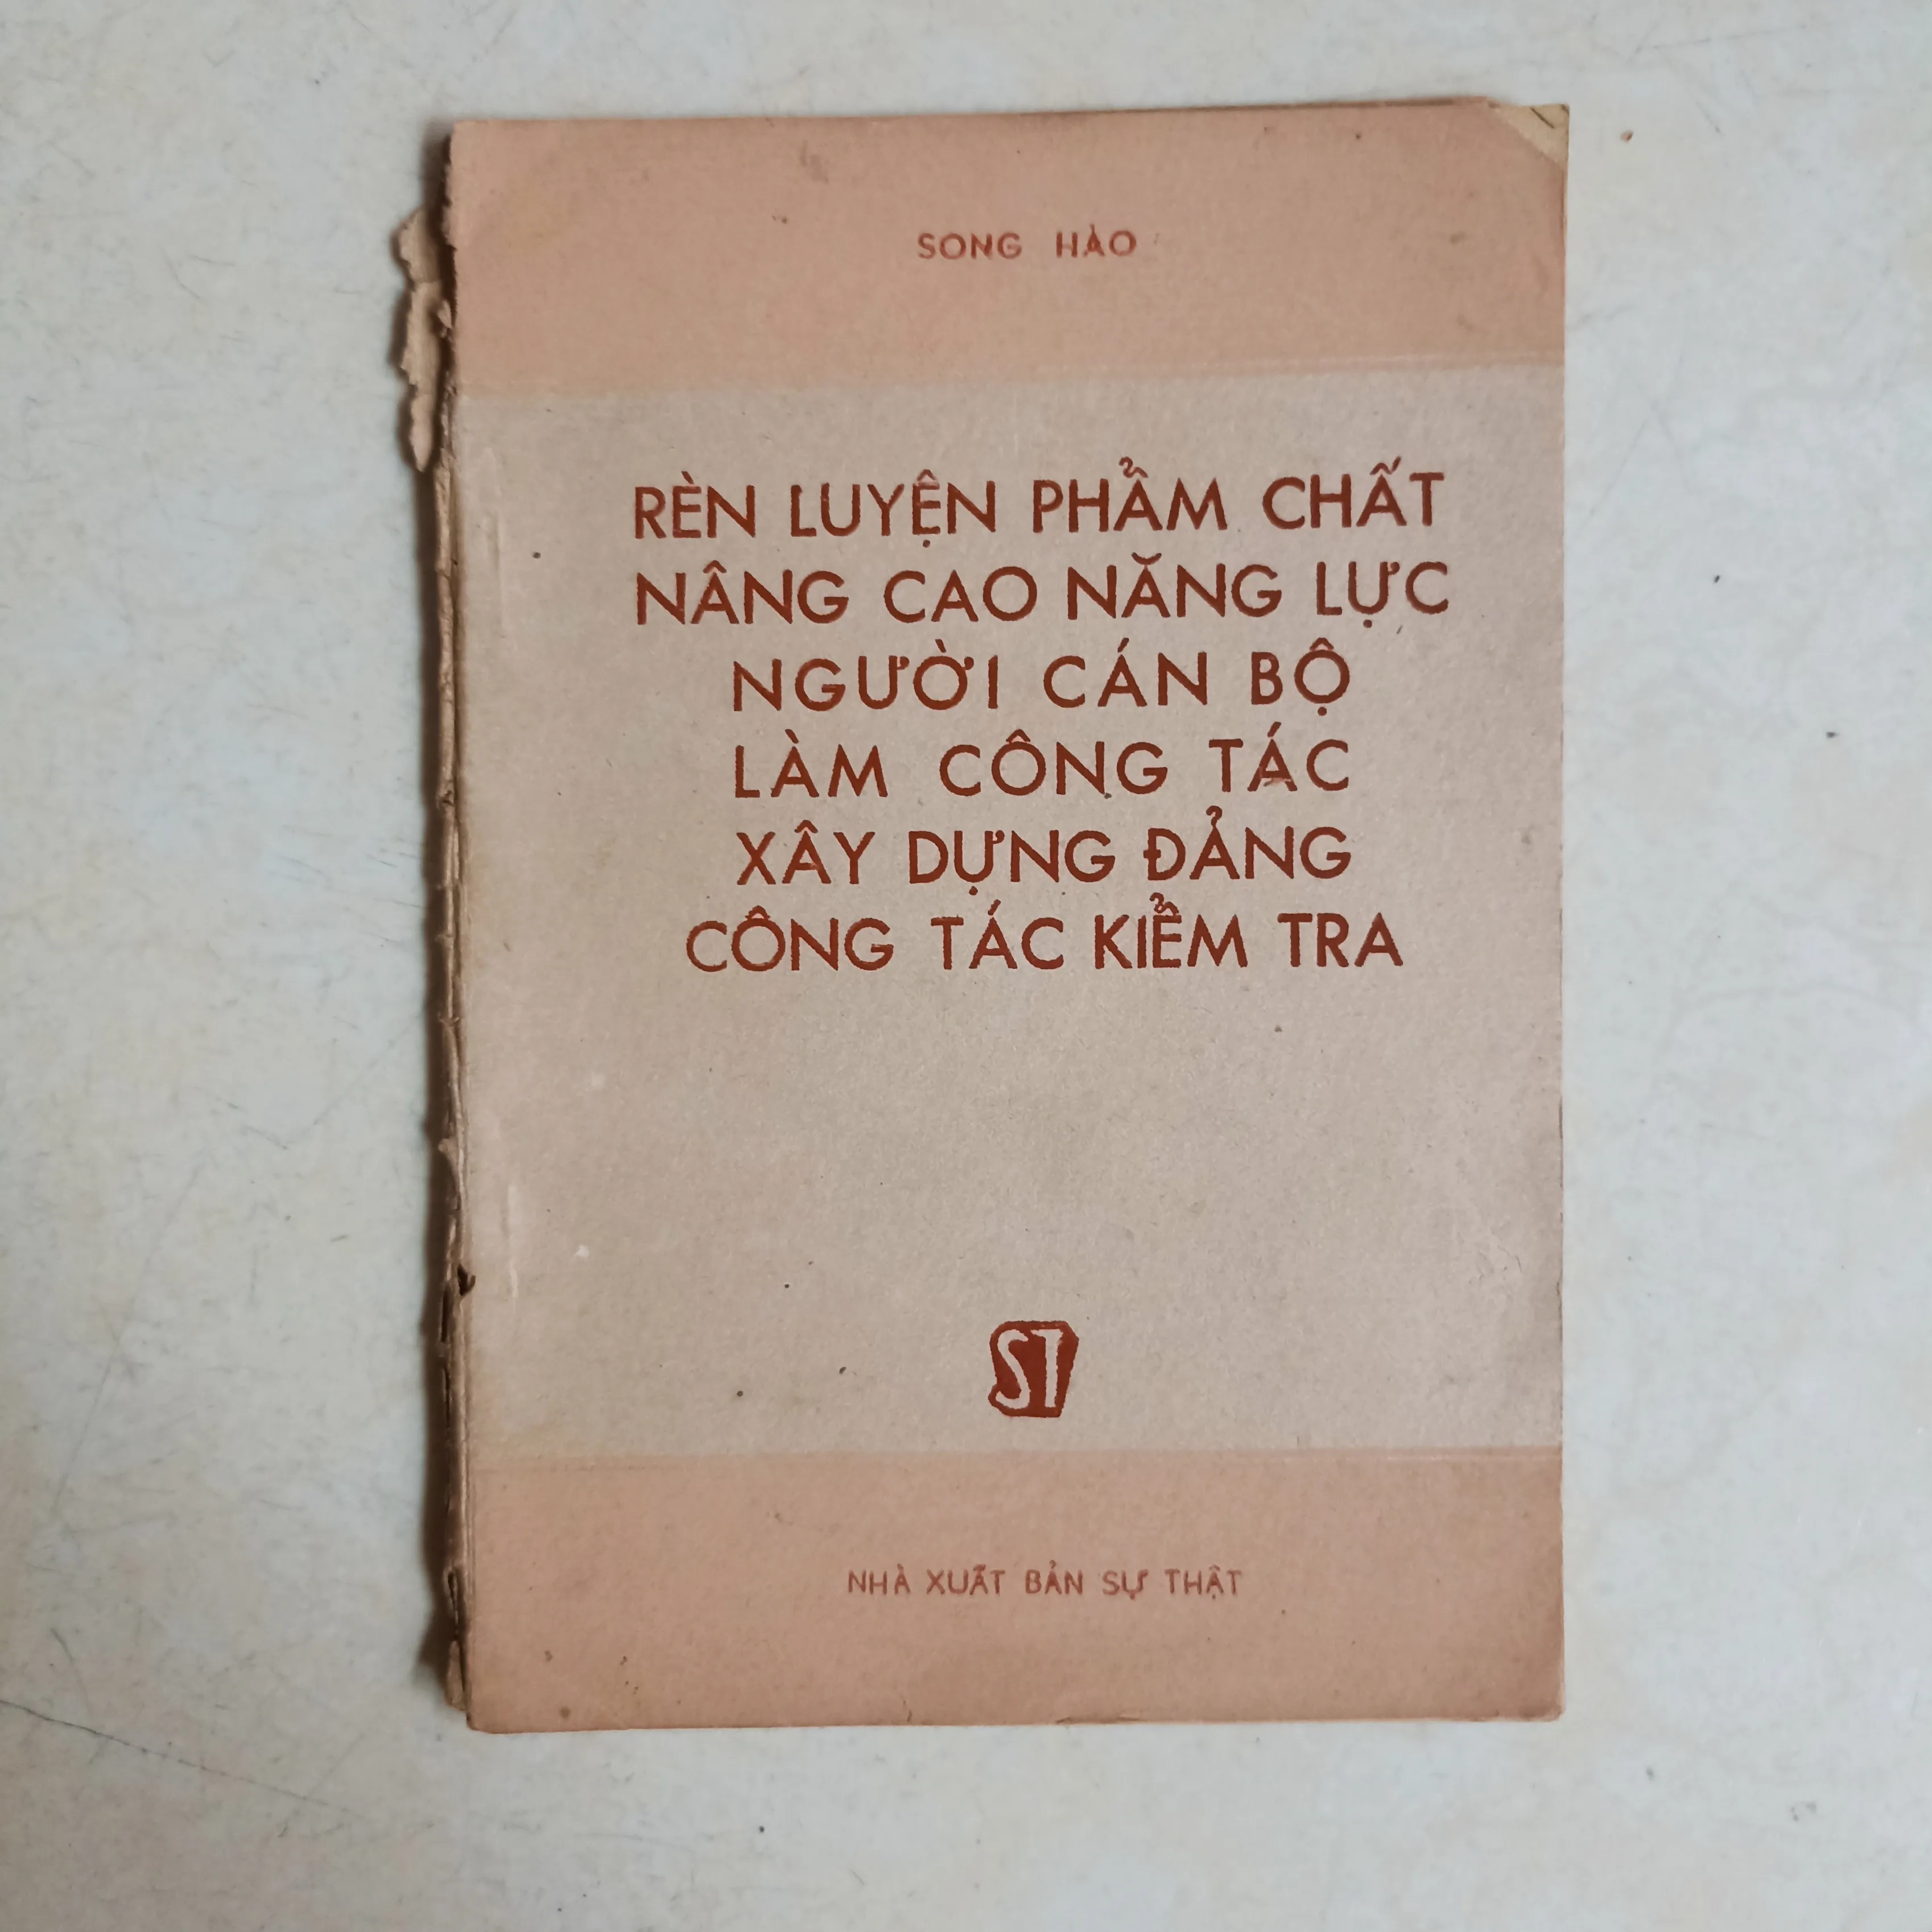 SONG HÀO
RÈN LUYỆN PHẨM CHẤT
NÂNG CAO NĂNG LỰC
NGƯỜI CÁN BỘ
LÀM CÔNG TÁC
XÂY DỰNG ĐẢNG
CÔNG TÁC KIỂM TRA
ST
NHÀ XUẤT BẢN SỰ THẬT